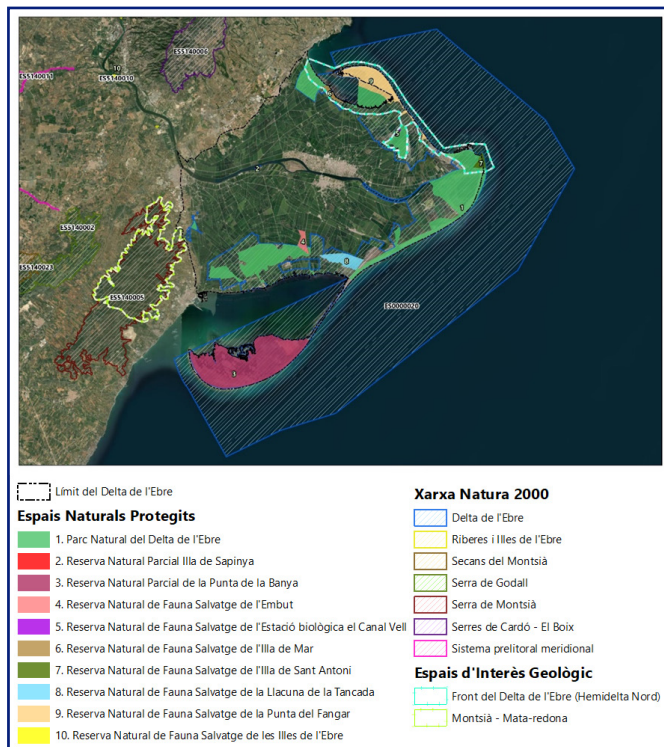 ES5140006
ES5140011
10
ES5140010
9
2
7
1
ES5140002
4
8
ES5140023
ES5140005
ES0000020
3
Límit del Delta de l'Ebre
Espais Naturals Protegits
1. Parc Natural del Delta de l'Ebre
2. Reserva Natural Parcial Illa de Sapinya
3. Reserva Natural Parcial de la Punta de la Banya
4. Reserva Natural de Fauna Salvatge de l'Embut
5. Reserva Natural de Fauna Salvatge de l'Estació biològica el Canal Vell
6. Reserva Natural de Fauna Salvatge de l'Illa de Mar
7. Reserva Natural de Fauna Salvatge de l'Illa de Sant Antoni
8. Reserva Natural de Fauna Salvatge de la Llacuna de la Tancada
9. Reserva Natural de Fauna Salvatge de la Punta del Fangar
10. Reserva Natural de Fauna Salvatge de les Illes de l'Ebre
Xarxa Natura 2000
Delta de l'Ebre
Riberes i Illes de l'Ebre
Secans del Montsià
Serra de Godall
Serra de Montsià
Serres de Cardó - El Boix
Sistema prelitoral meridional
Espais d'Interès Geològic
Front del Delta de l'Ebre (Hemidelta Nord)
Montsià - Mata-redona